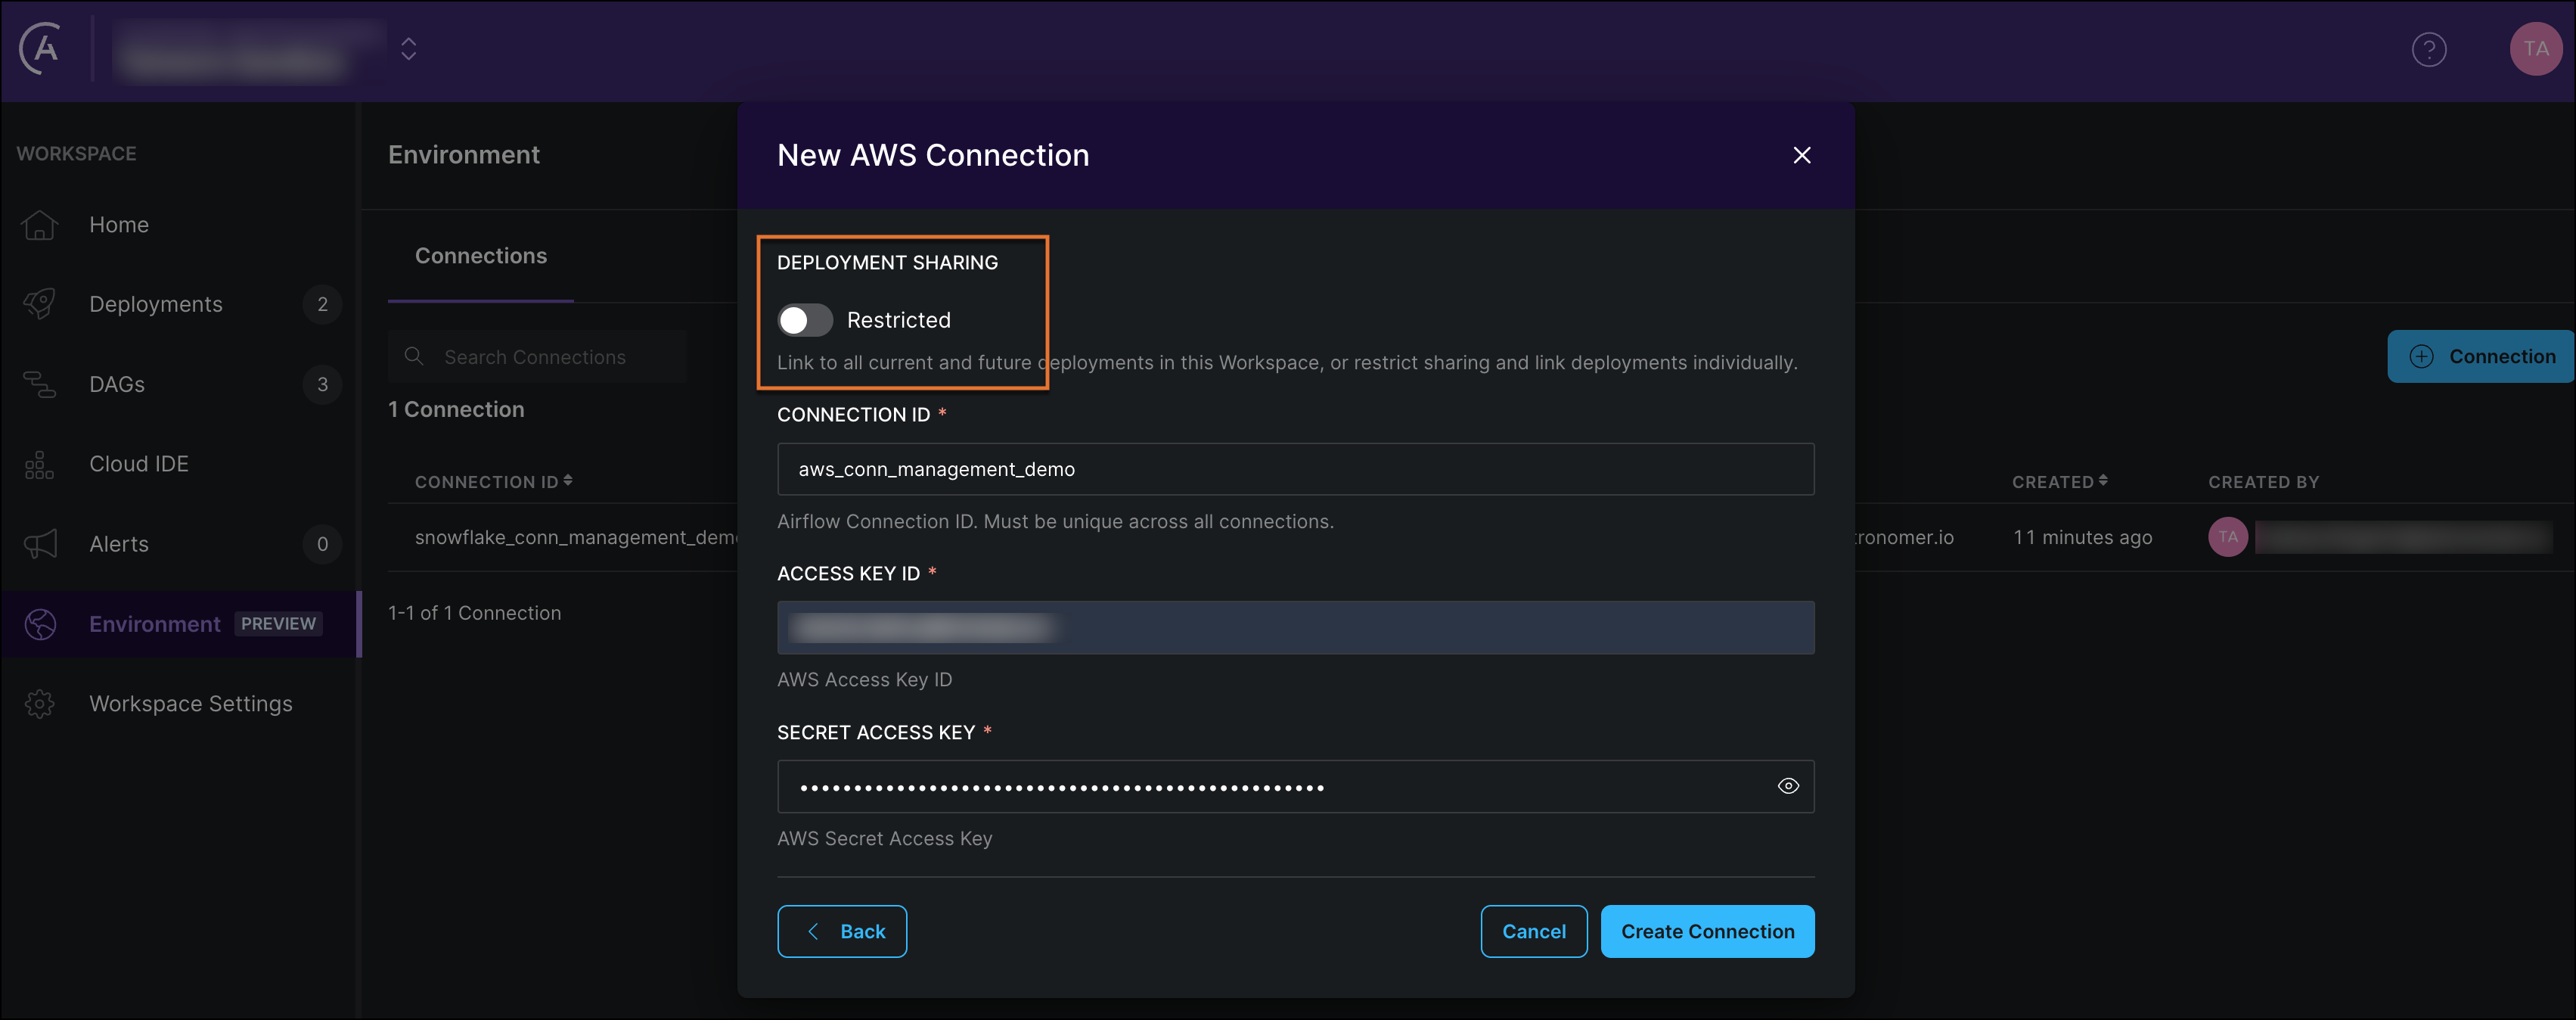 TA
WORKSPACE
Home
Deployments 2
DAGs 3
Cloud IDE
Alerts 0
Environment PREVIEW
Workspace Settings
Environment
Connections
Search Connections
1 Connection
CONNECTION ID
snowflake_conn_management_dem
1-1 of 1 Connection
New AWS Connection
DEPLOYMENT SHARING
Restricted
Link to all current and future deployments in this Workspace, or restrict sharing and link deployments individually.
CONNECTION ID *
aws_conn_management_demo
Airflow Connection ID. Must be unique across all connections.
ACCESS KEY ID *
AWS Access Key ID
SECRET ACCESS KEY *
AWS Secret Access Key
Back
Cancel
Create Connection
Connection
CREATED
CREATED BY
tronomer.io
11 minutes ago
TA